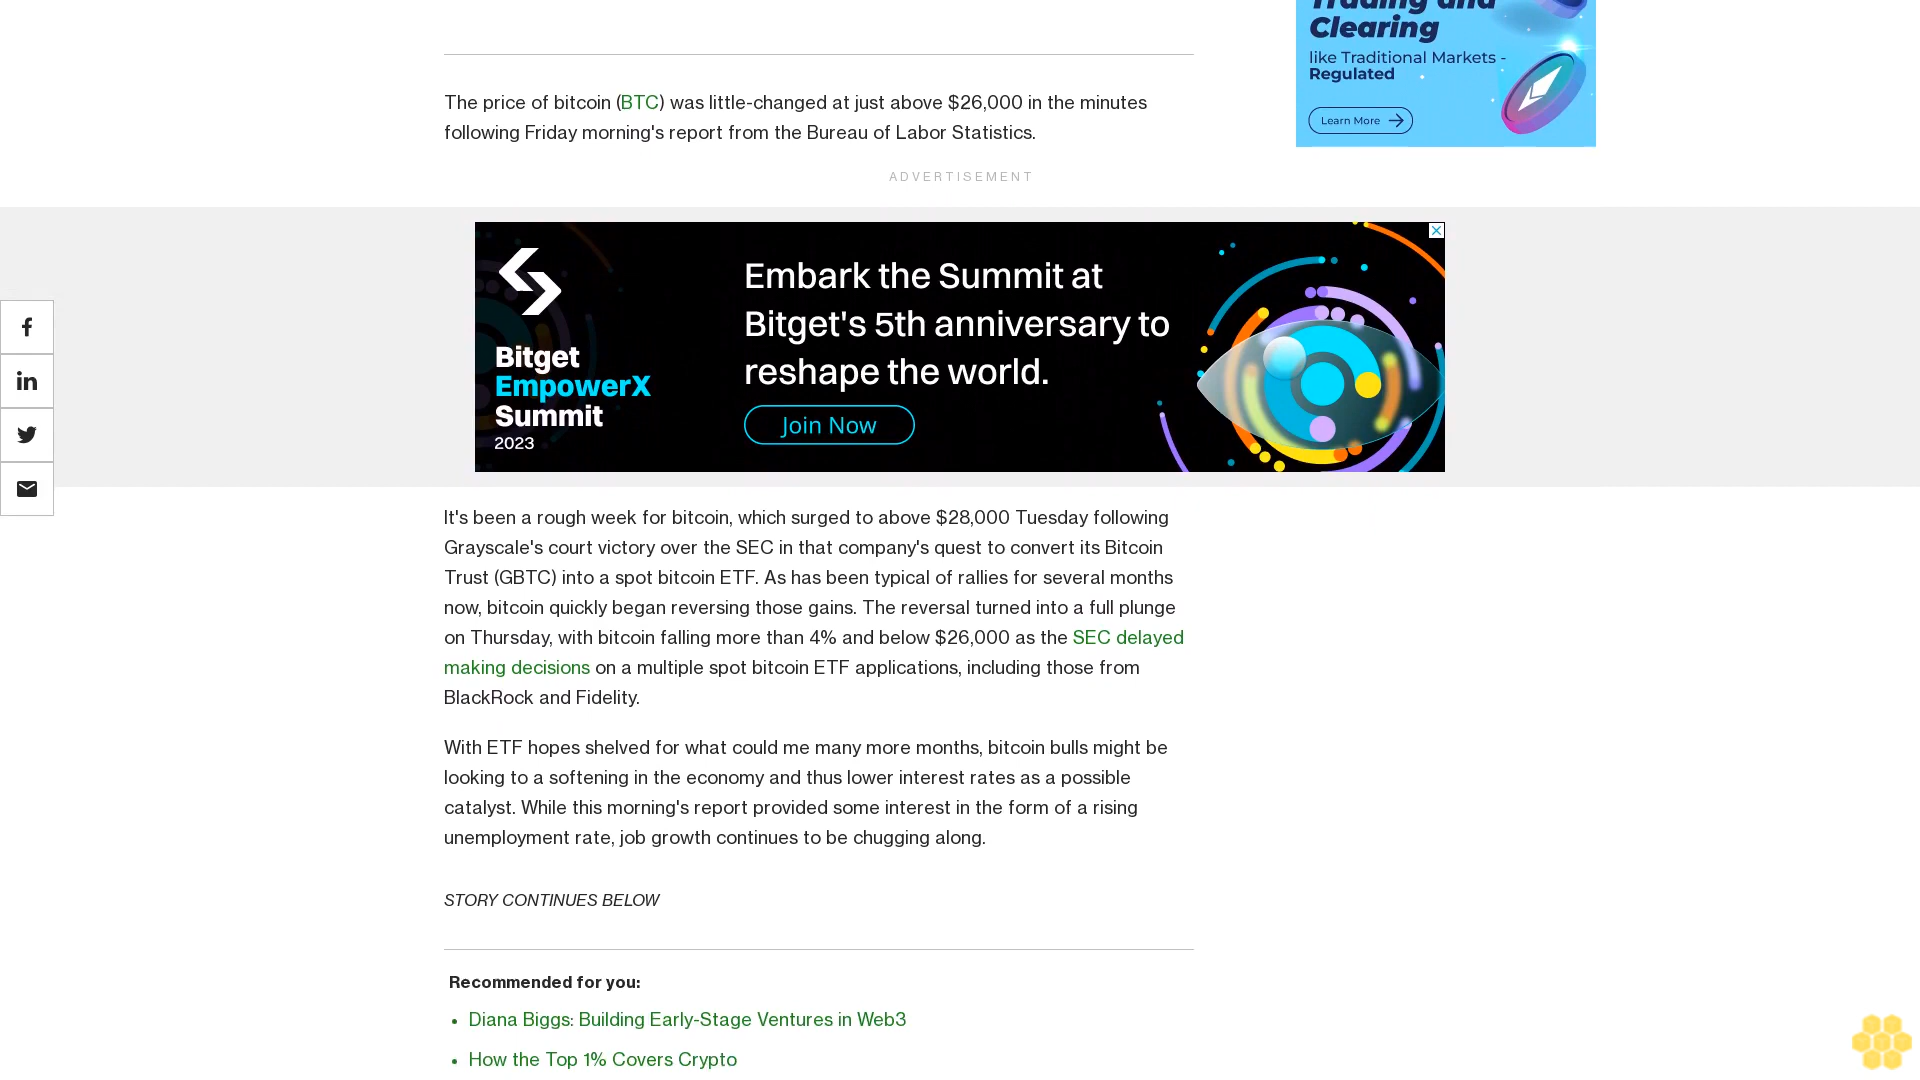 Trading and
Clearing
like Traditional Markets -
Regulated
Learn More
The price of bitcoin (BTC) was little-changed at just above $26,000 in the minutes
following Friday morning's report from the Bureau of Labor Statistics.
ADVERTISEMENT
Bitget
EmpowerX
Summit
2023
Embark the Summit at
Bitget's 5th anniversary to
reshape the world.
Join Now
It's been a rough week for bitcoin, which surged to above $28,000 Tuesday following
Grayscale's court victory over the SEC in that company's quest to convert its Bitcoin
Trust (GBTC) into a spot bitcoin ETF. As has been typical of rallies for several months
now, bitcoin quickly began reversing those gains. The reversal turned into a full plunge
on Thursday, with bitcoin falling more than 4% and below $26,000 as the SEC delayed
making decisions on a multiple spot bitcoin ETF applications, including those from
BlackRock and Fidelity.
With ETF hopes shelved for what could me many more months, bitcoin bulls might be
looking to a softening in the economy and thus lower interest rates as a possible
catalyst. While this morning's report provided some interest in the form of a rising
unemployment rate, job growth continues to be chugging along.
STORY CONTINUES BELOW
Recommended for you:
• Diana Biggs: Building Early-Stage Ventures in Web3
• How the Top 1% Covers Crypto